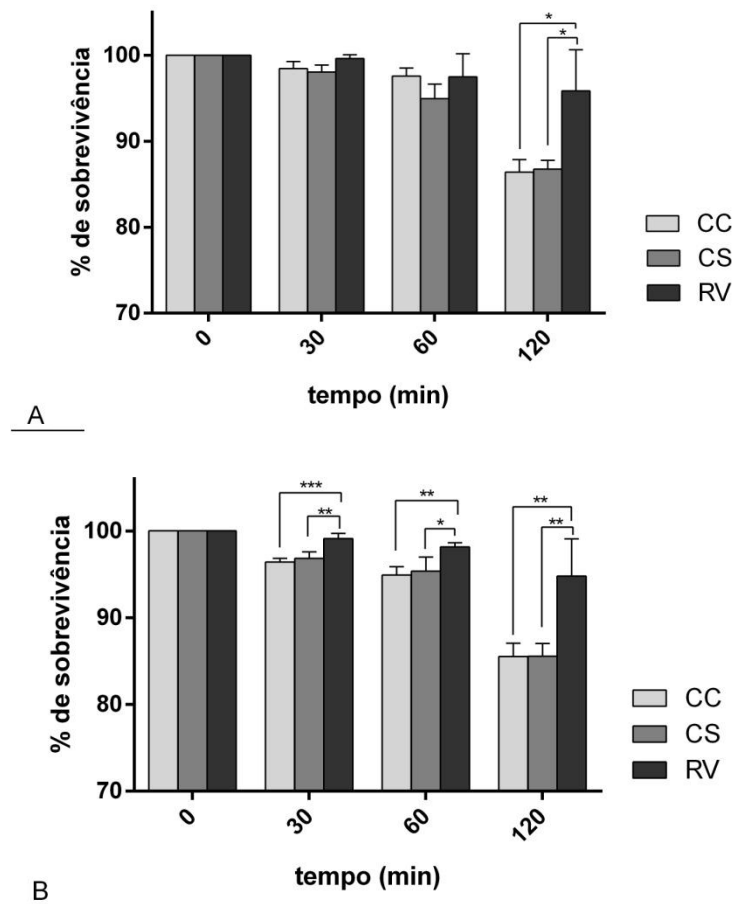 *
*
% de sobrevivência
100
90
80
70
0
30
60
120
tempo (min)
CC
CS
RV
A
***
**
**
*
**
**
% de sobrevivência
100
90
80
70
0
30
60
120
tempo (min)
CC
CS
RV
B